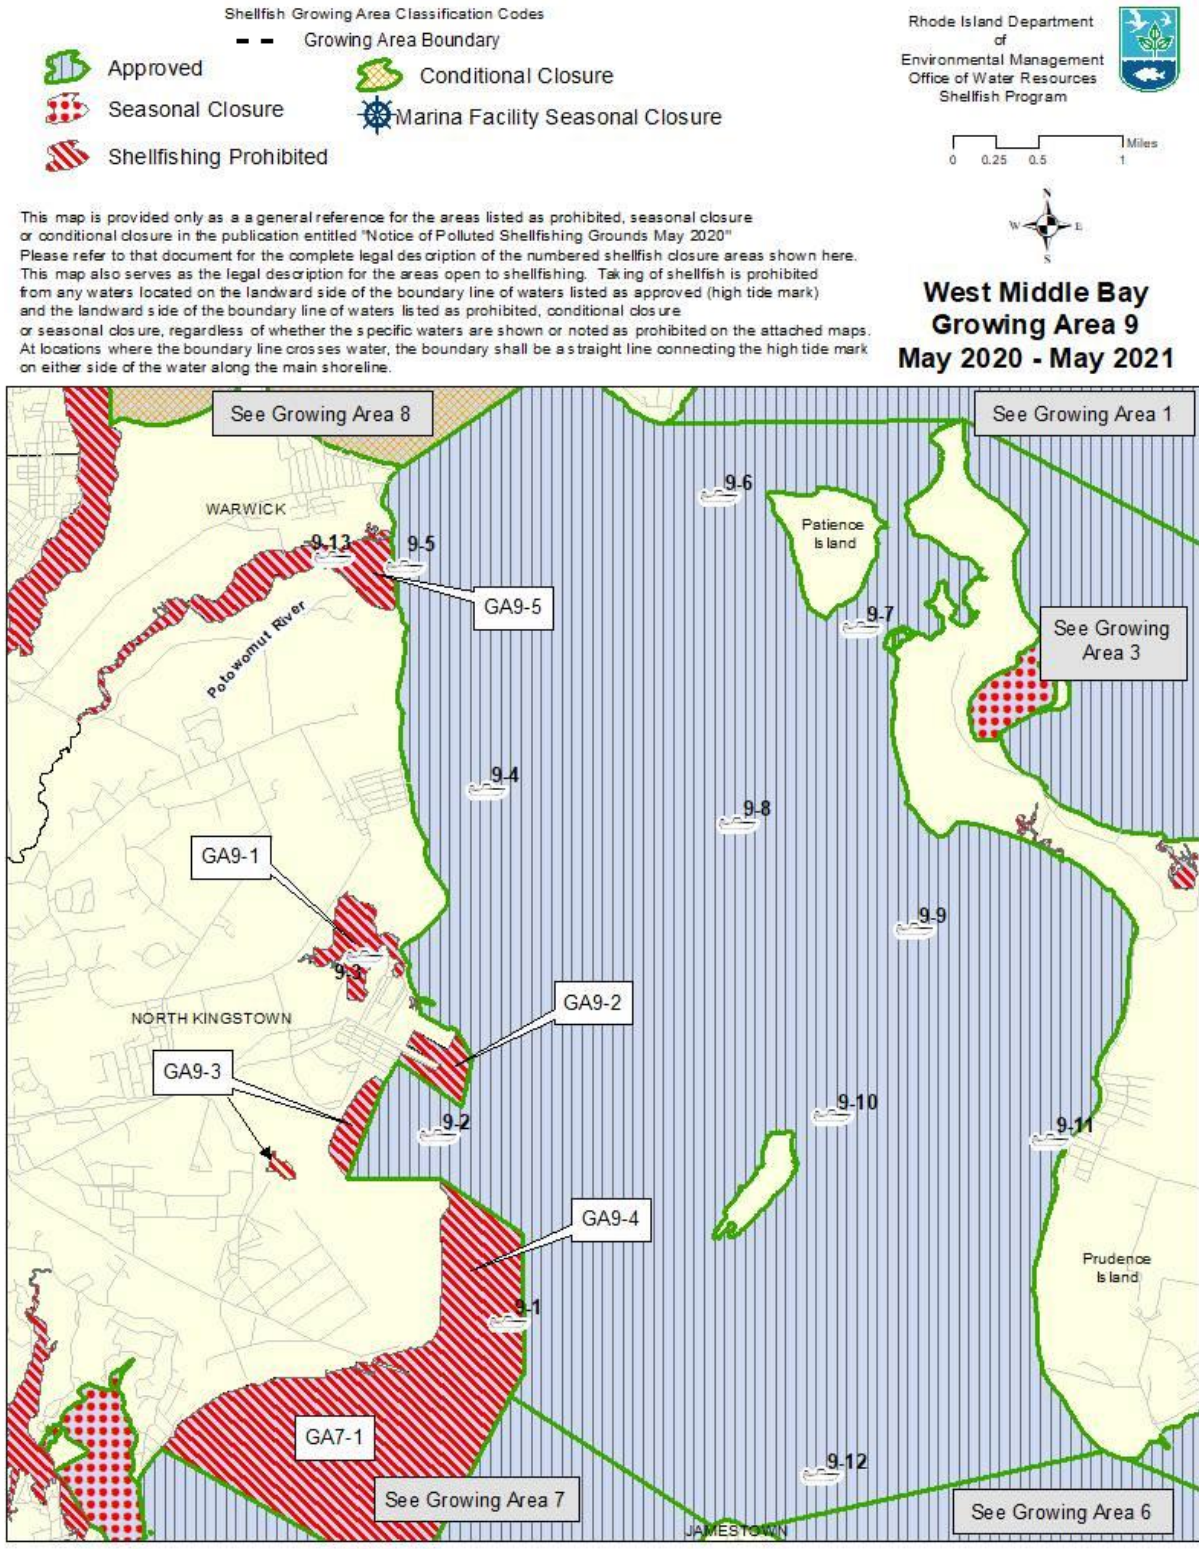 Shellfish Growing Area Classification Codes
Growing Area Boundary
Approved
Conditional Closure
Seasonal Closure
Marina Facility Seasonal Closure
Shellfishing Prohibited
Rhode Island Department
of
Environmental Management
Office of Water Resources
Shellfish Program
Miles
0 0.25 0.5 1
N
W E
S
This map is provided only as a a general reference for the areas listed as prohibited, seasonal closure
or conditional closure in the publication entitled "Notice of Polluted Shellfishing Grounds May 2020"
Please refer to that document for the complete legal description of the numbered shellfish closure areas shown here.
This map also serves as the legal description for the areas open to shellfishing. Taking of shellfish is prohibited
from any waters located on the landward side of the boundary line of waters listed as approved (high tide mark)
and the landward side of the boundary line of waters listed as prohibited, conditional closure
or seasonal closure, regardless of whether the specific waters are shown or noted as prohibited on the attached maps.
At locations where the boundary line crosses water, the boundary shall be a straight line connecting the high tide mark
on either side of the water along the main shoreline.
West Middle Bay
Growing Area 9
May 2020 - May 2021
See Growing Area 8
See Growing Area 1
9-6
WARWICK
Patience
Island
9-13
9-5
GA9-5
9-7
See Growing
Area 3
Potowomut River
9-4
9-8
GA9-1
9-9
9-3
GA9-2
NORTH KINGSTOWN
GA9-3
9-10
9-2
9-11
GA9-4
Prudence
Island
9-1
GA7-1
9-12
See Growing Area 7
See Growing Area 6
JAMESTOWN